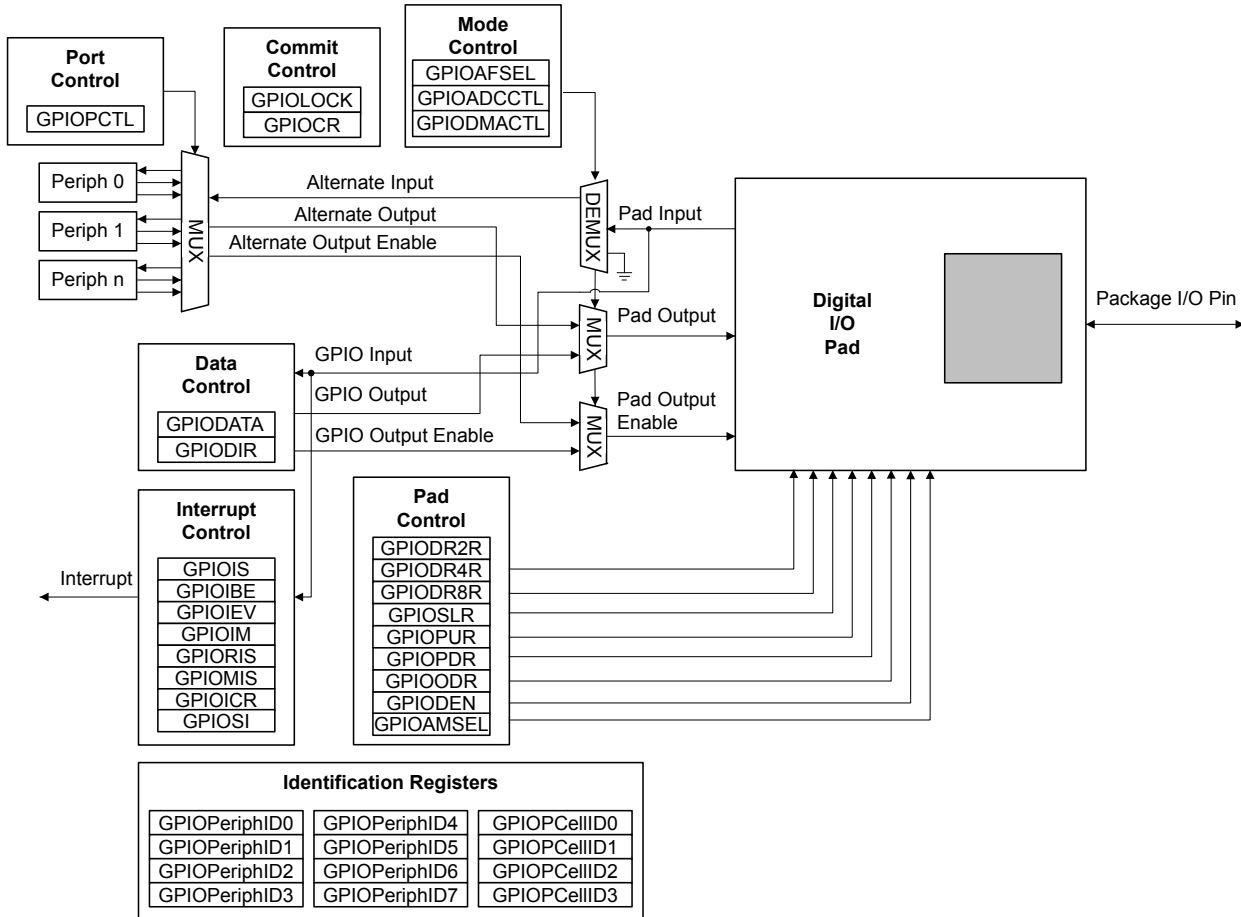 Port
Control
GPIOPCTL
Commit
Control
GPIOLOCK
GPIOCR
Mode
Control
GPIOAFSEL
GPIOADCCTL
GPIODMACTL
Periph 0
Periph 1
Periph n
MUX
Alternate Input
Alternate Output
Alternate Output Enable
DEMUX
Pad Input
MUX
Pad Output
MUX
Pad Output
Enable
Digital
I/O
Pad
Package I/O Pin
Data
Control
GPIODATA
GPIODIR
GPIO Input
GPIO Output
GPIO Output Enable
Interrupt
Control
GPIOIS
GPIOIBE
GPIOIEV
GPIOIM
GPIORIS
GPIOMIS
GPIOICR
GPIOSI
Interrupt
Pad
Control
GPIODR2R
GPIODR4R
GPIODR8R
GPIOSLR
GPIOPUR
GPIOPDR
GPIOODR
GPIODEN
GPIOAMSEL
Identification Registers
GPIOPeriphID0 GPIOPeriphID4 GPIOPCellID0
GPIOPeriphID1 GPIOPeriphID5 GPIOPCellID1
GPIOPeriphID2 GPIOPeriphID6 GPIOPCellID2
GPIOPeriphID3 GPIOPeriphID7 GPIOPCellID3